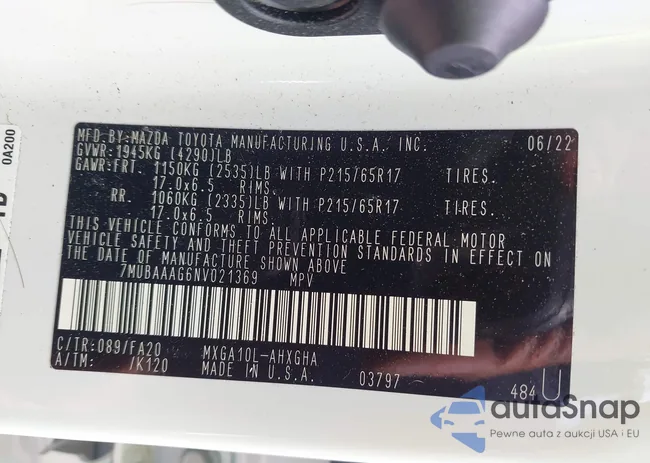 MFD.BY:MAZDA TOYOTA MANUFACTURING U.S.A. INC. 06/22
GVWR:1945KG (4290)LB
GAWR:FRT. 1150KG (2535)LB WITH P215/65R17 TIRES.
17.0x6.5 RIMS.
RR. 1060KG (2335)LB WITH P215/65R17 TIRES.
17.0x6.5 RIMS.
THIS VEHICLE CONFORMS TO ALL APPLICABLE FEDERAL MOTOR
VEHICLE SAFETY AND THEFT PREVENTION STANDARDS IN EFFECT ON
THE DATE OF MANUFACTURE SHOWN ABOVE.
7MUBAAAG6NV021369 MPV
C/TR:089/FA20 MXGA10L-AHXGHA
A/TM: /K120 MADE IN U.S.A. 03797 484 U
0A200
autoSnap
Pewne auta z aukcji USA i EU